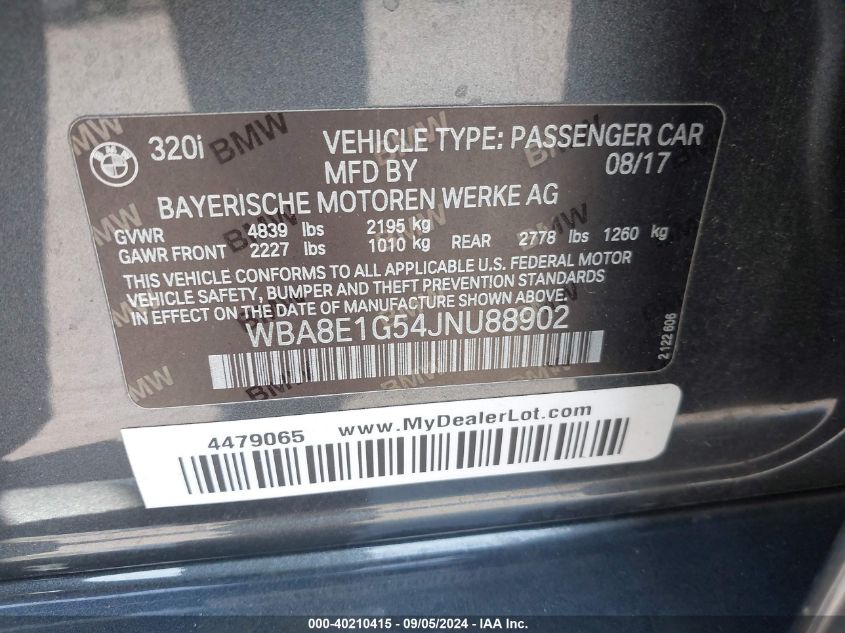 BMW
320i
VEHICLE TYPE: PASSENGER CAR
MFD BY 08/17
BAYERISCHE MOTOREN WERKE AG
GVWR 4839 lbs 2195 kg
GAWR FRONT 2227 lbs 1010 kg REAR 2778 lbs 1260 kg
THIS VEHICLE CONFORMS TO ALL APPLICABLE U.S. FEDERAL MOTOR
VEHICLE SAFETY, BUMPER AND THEFT PREVENTION STANDARDS
IN EFFECT ON THE DATE OF MANUFACTURE SHOWN ABOVE.
WBA8E1G54JNU88902
2122606
4479065 www.MyDealerLot.com
000-40210415 - 09/05/2024 - IAA Inc.